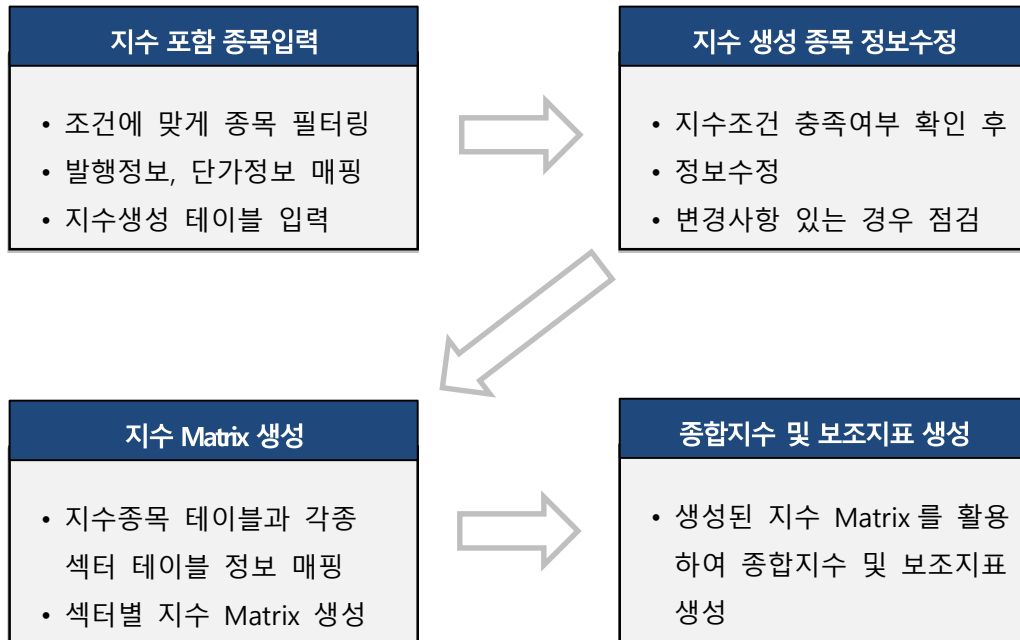 지수 포함 종목입력
• 조건에 맞게 종목 필터링
• 발행정보, 단가정보 매핑
• 지수생성 테이블 입력
지수 생성 종목 정보수정
• 지수조건 충족여부 확인 후
• 정보수정
• 변경사항 있는 경우 점검
지수 Matrix 생성
• 지수종목 테이블과 각종
섹터 테이블 정보 매핑
• 섹터별 지수 Matrix 생성
종합지수 및 보조지표 생성
• 생성된 지수 Matrix 를 활용
하여 종합지수 및 보조지표
생성